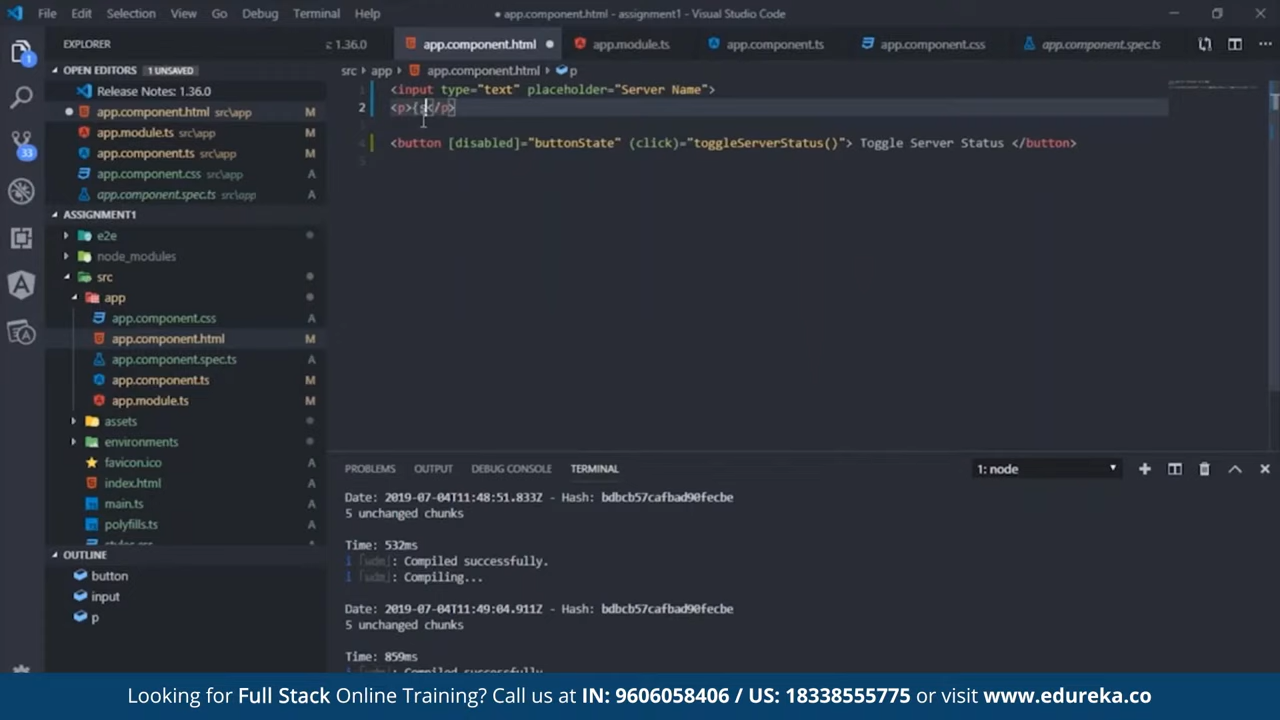 File Edit Selection View Go Debug Terminal Help
● app.component.html - assignment1 - Visual Studio Code
EXPLORER
OPEN EDITORS 1 UNSAVED
Release Notes: 1.36.0
app.component.html src\app M
app.module.ts src\app M
app.component.ts src\app M
app.component.css src\app A
app.component.spec.ts src\app A
ASSIGNMENT1
e2e
node_modules
src
app
app.component.css A
app.component.html M
app.component.spec.ts A
app.component.ts M
app.module.ts M
assets
environments
favicon.ico A
index.html A
main.ts A
polyfills.ts A
OUTLINE
button
input
p
1
33
1.36.0 app.component.html app.module.ts app.component.ts app.component.css app.component.spec.ts
src > app > app.component.html > p
1 <input type="text" placeholder="Server Name">
2 <p>{s</p>
4 <button [disabled]="buttonState" (click)="toggleServerStatus()"> Toggle Server Status </button>
5
PROBLEMS OUTPUT DEBUG CONSOLE TERMINAL 1: node
Date: 2019-07-04T11:48:51.833Z - Hash: bdbcb57cafbad90fecbe
5 unchanged chunks
Time: 532ms
i ｢wdm｣: Compiled successfully.
i ｢wdm｣: Compiling...
Date: 2019-07-04T11:49:04.911Z - Hash: bdbcb57cafbad90fecbe
5 unchanged chunks
Time: 859ms
i ｢wdm｣: Compiled successfully.
Looking for Full Stack Online Training? Call us at IN: 9606058406 / US: 18338555775 or visit www.edureka.co